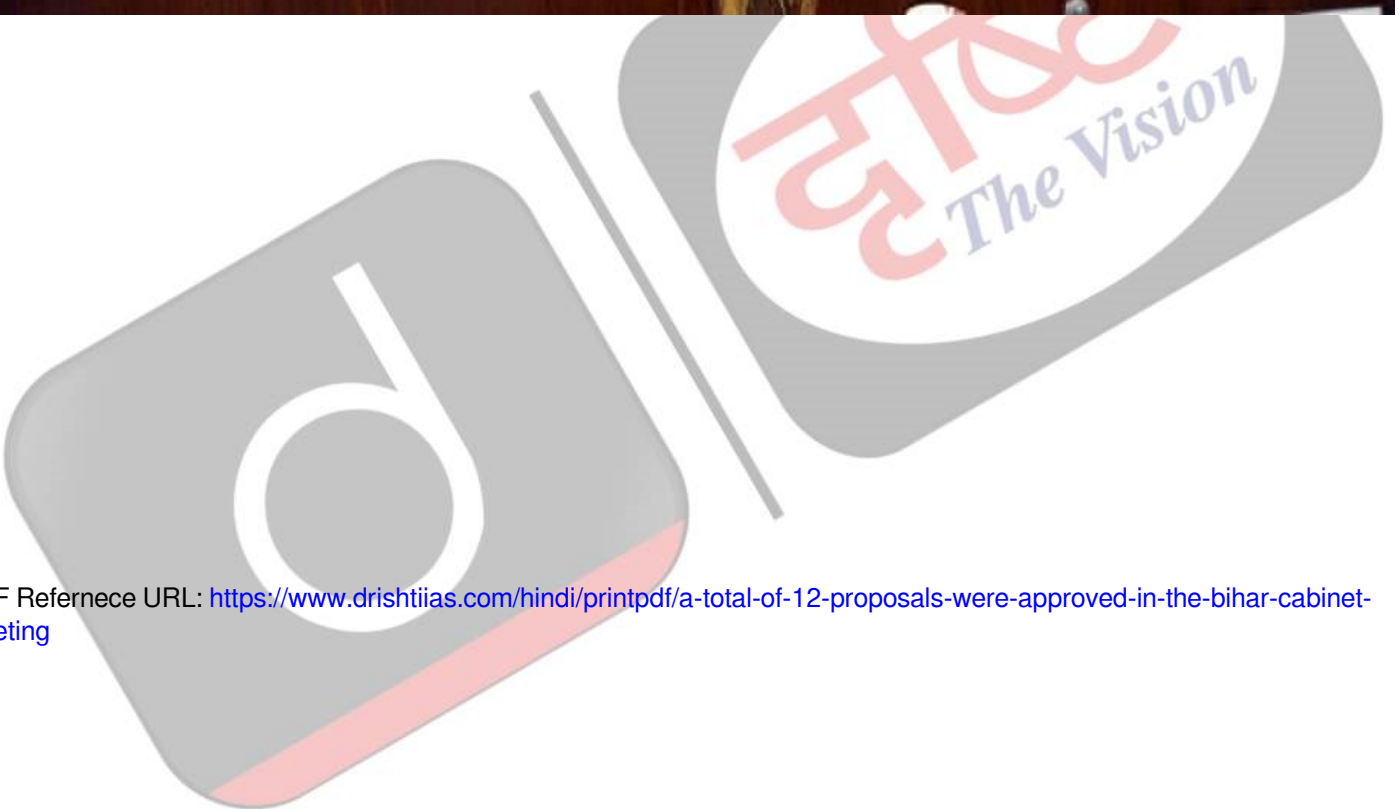 दृष्टि
The Vision
d
F Refernece URL: https://www.drishtiias.com/hindi/printpdf/a-total-of-12-proposals-were-approved-in-the-bihar-cabinet-
eting